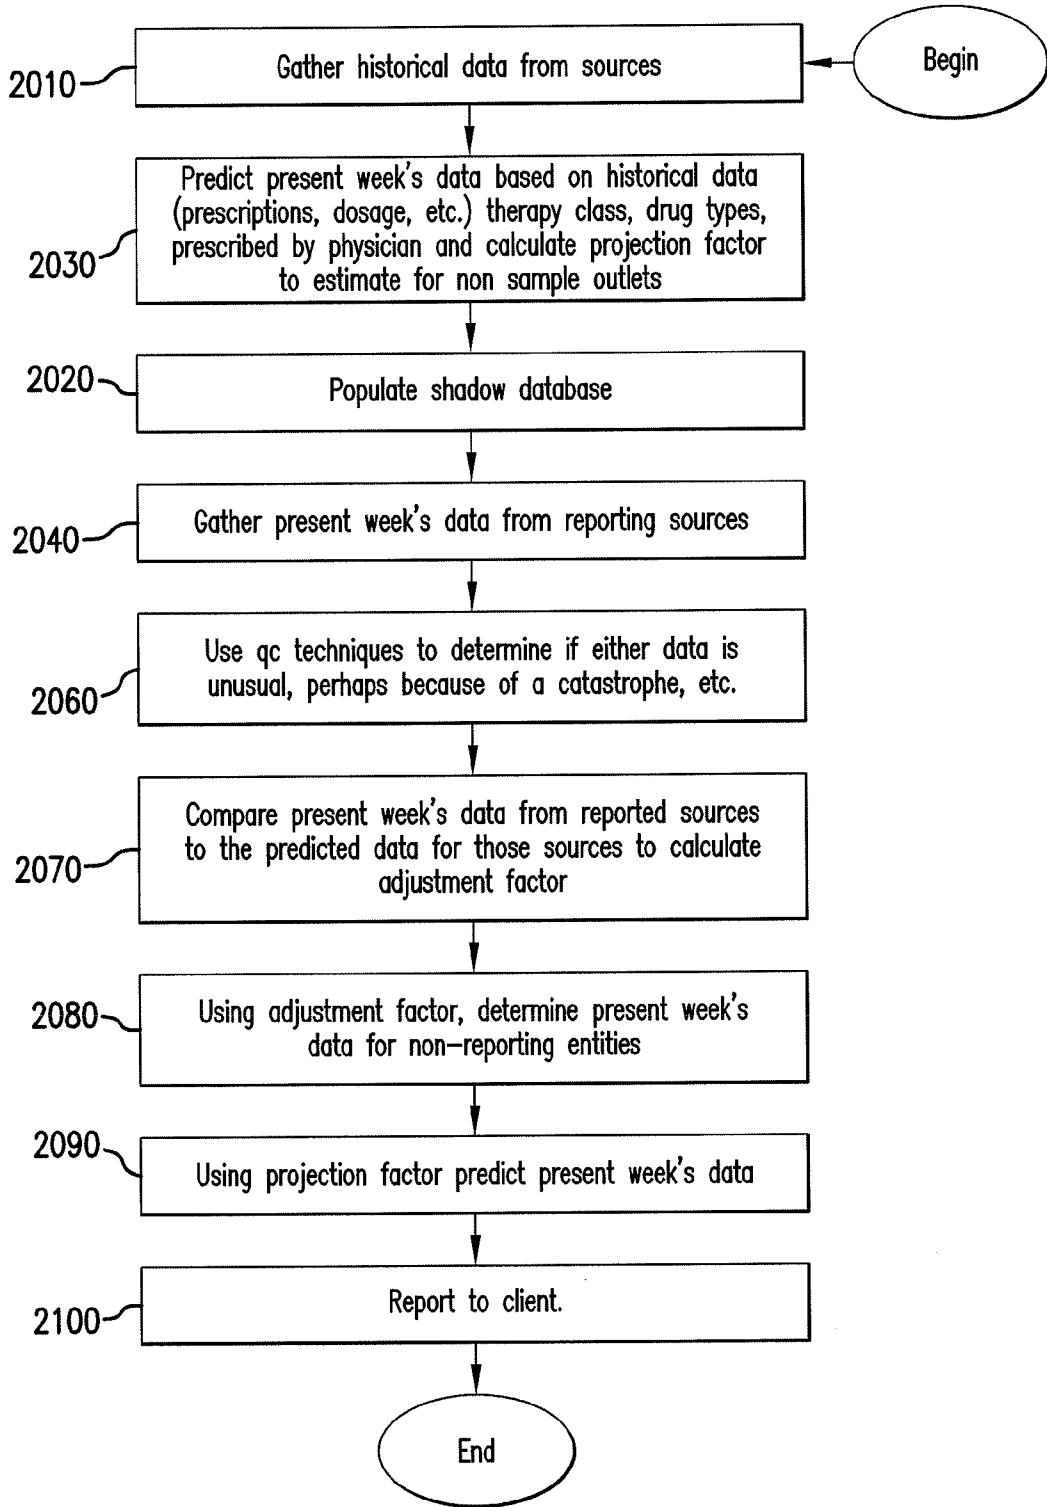 Begin
2010
Gather historical data from sources
Predict present week's data based on historical data
(prescriptions, dosage, etc.) therapy class, drug types,
prescribed by physician and calculate projection factor
to estimate for non sample outlets
2030
2020
Populate shadow database
2040
Gather present week's data from reporting sources
2060
Use qc techniques to determine if either data is
unusual, perhaps because of a catastrophe, etc.
2070
Compare present week's data from reported sources
to the predicted data for those sources to calculate
adjustment factor
2080
Using adjustment factor, determine present week's
data for non-reporting entities
2090
Using projection factor predict present week's data
2100
Report to client.
End